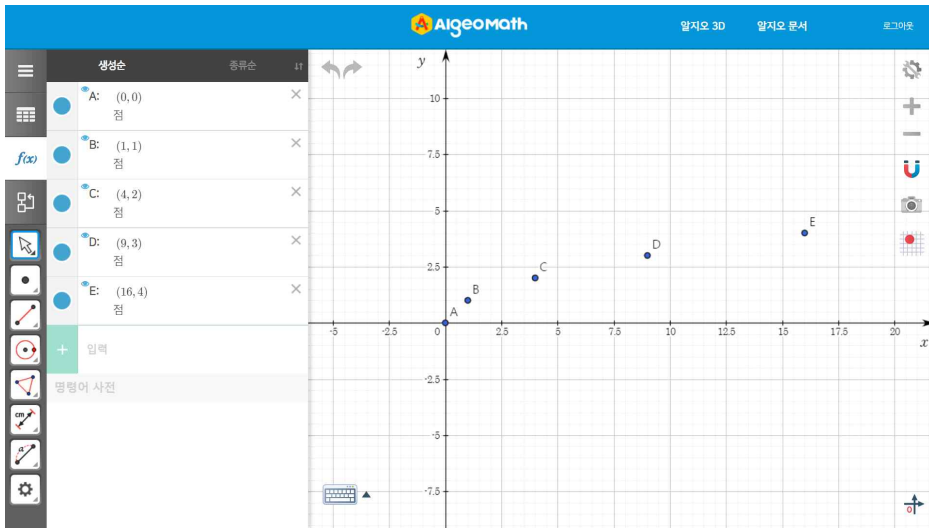 AlgeoMath
알지오 3D
알지오 문서
로그아웃
생성순
종류순
A: (0, 0)
점
B: (1, 1)
점
C: (4, 2)
점
D: (9, 3)
점
E: (16, 4)
점
입력
명령어 사전
f(x)
cm
a
y
10
7.5
5
2.5
-5
-2.5
0
2.5
5
7.5
10
12.5
15
17.5
20
x
-2.5
-5
-7.5
A
B
C
D
E
0